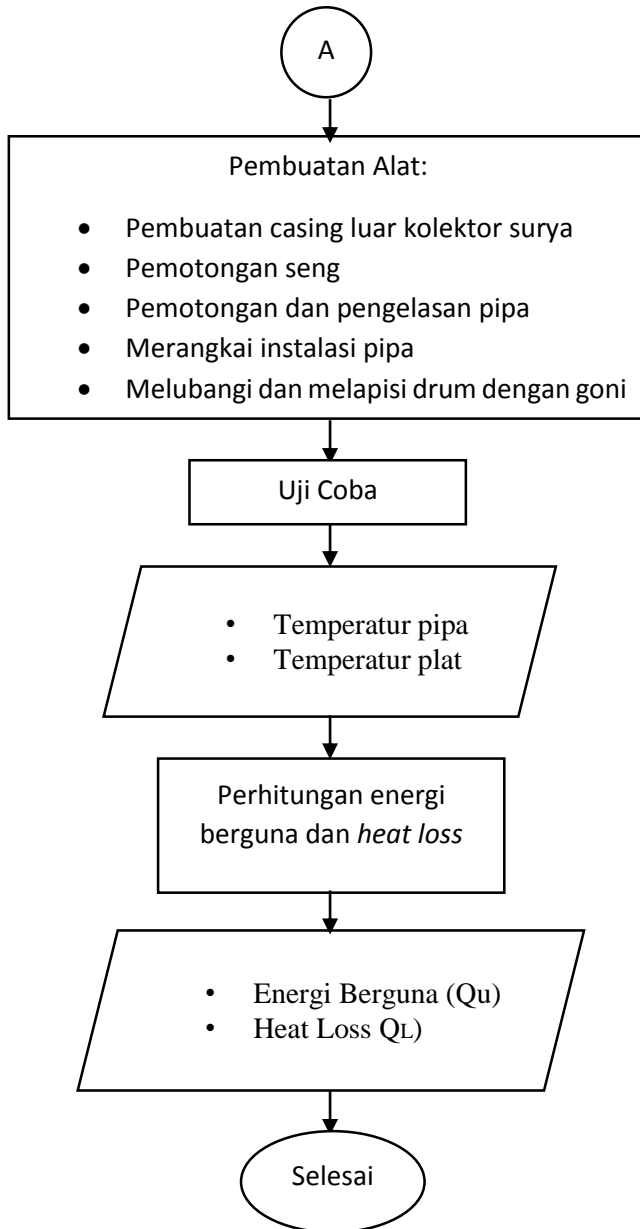 A
Pembuatan Alat:
• Pembuatan casing luar kolektor surya
• Pemotongan seng
• Pemotongan dan pengelasan pipa
• Merangkai instalasi pipa
• Melubangi dan melapisi drum dengan goni
Uji Coba
• Temperatur pipa
• Temperatur plat
Perhitungan energi
berguna dan heat loss
• Energi Berguna (Qu)
• Heat Loss QL)
Selesai